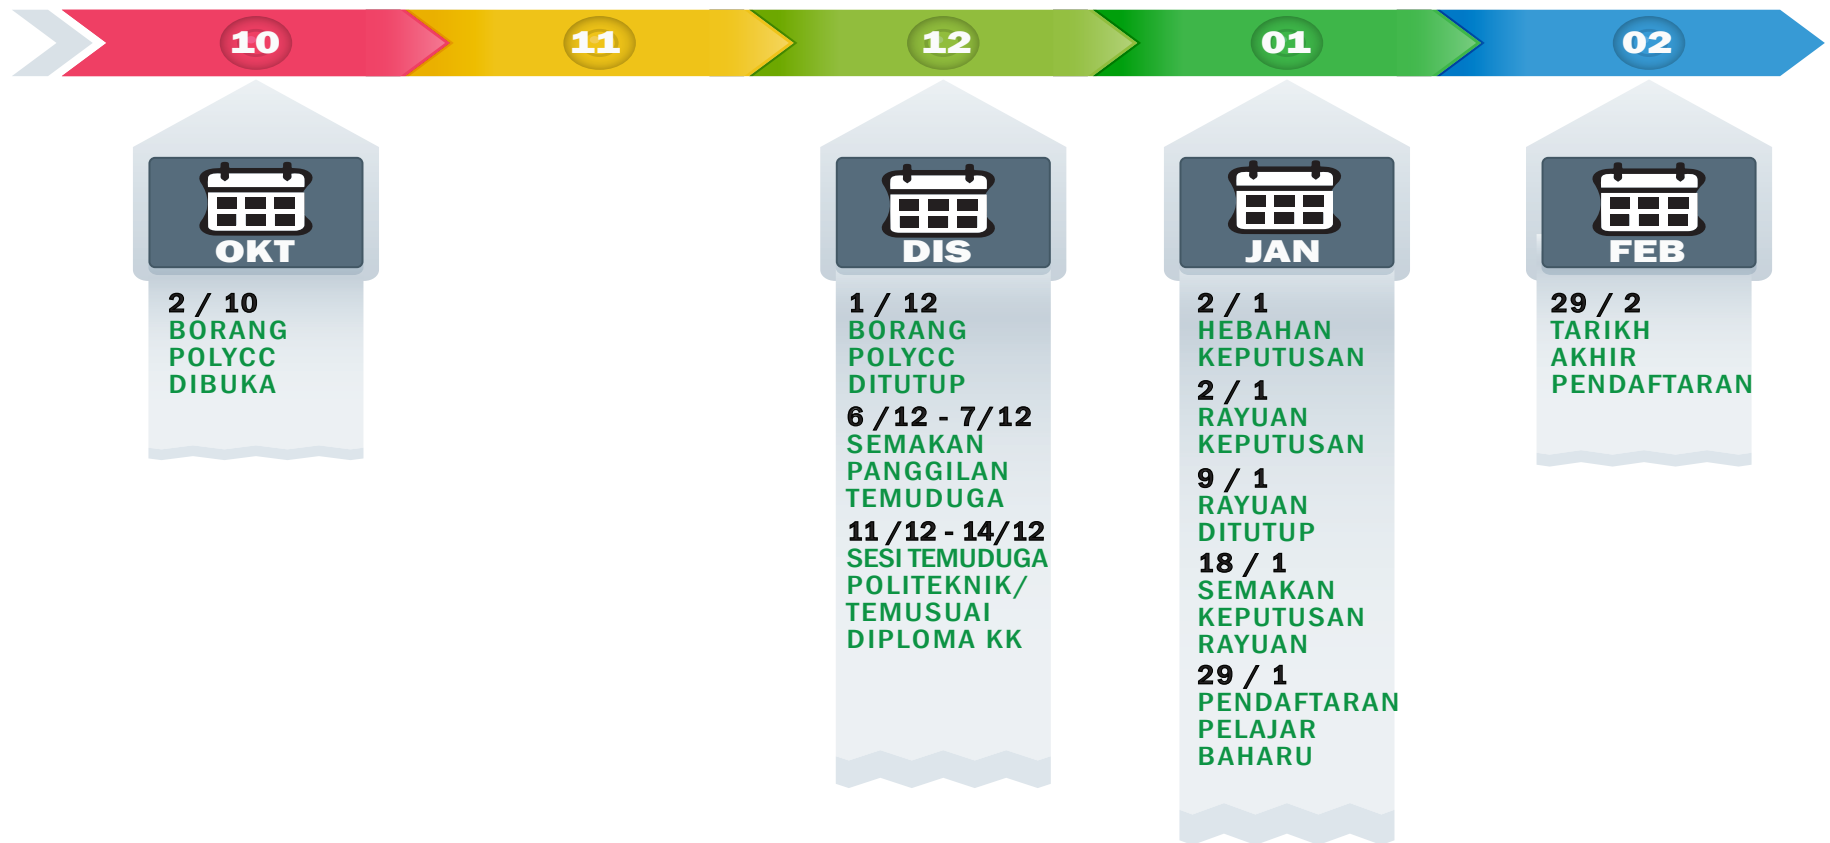 10
11
12
01
02
OKT
2 / 10
BORANG
POLYCC
DIBUKA
DIS
1 / 12
BORANG
POLYCC
DITUTUP
6 /12 - 7/12
SEMAKAN
PANGGILAN
TEMUDUGA
11 /12 - 14/12
SESI TEMUDUGA
POLITEKNIK/
TEMUSUAI
DIPLOMA KK
JAN
2 / 1
HEBAHAN
KEPUTUSAN
2 / 1
RAYUAN
KEPUTUSAN
9 / 1
RAYUAN
DITUTUP
18 / 1
SEMAKAN
KEPUTUSAN
RAYUAN
29 / 1
PENDAFTARAN
PELAJAR
BAHARU
FEB
29 / 2
TARIKH
AKHIR
PENDAFTARAN